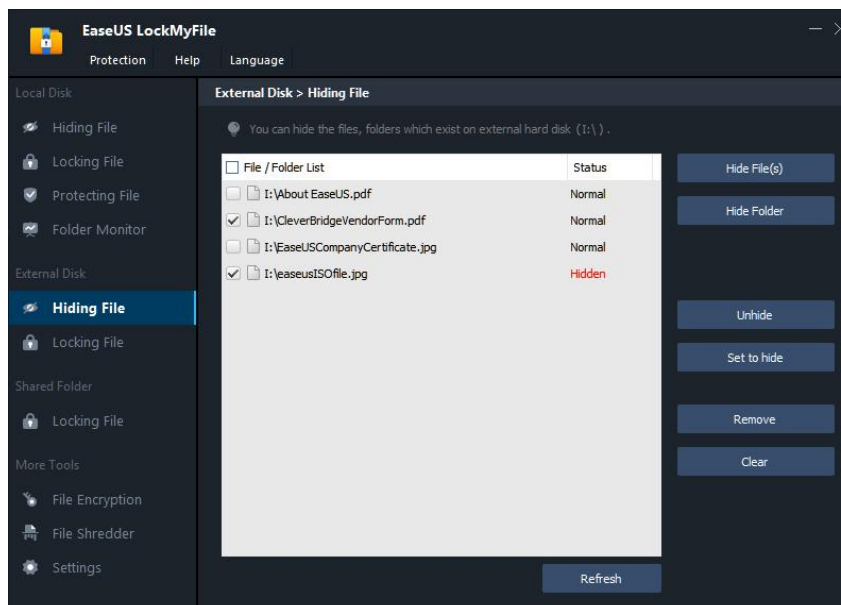 EaseUS LockMyFile
Protection Help Language
Local Disk
Hiding File
Locking File
Protecting File
Folder Monitor
External Disk
Hiding File
Locking File
Shared Folder
Locking File
More Tools
File Encryption
File Shredder
Settings
External Disk > Hiding File
You can hide the files, folders which exist on external hard disk (I:\).
File / Folder List Status
I:\About EaseUS.pdf Normal
I:\CleverBridgeVendorForm.pdf Normal
I:\EaseUSCompanyCertificate.jpg Normal
I:\easeusISOfile.jpg Hidden
Hide File(s)
Hide Folder
Unhide
Set to hide
Remove
Clear
Refresh